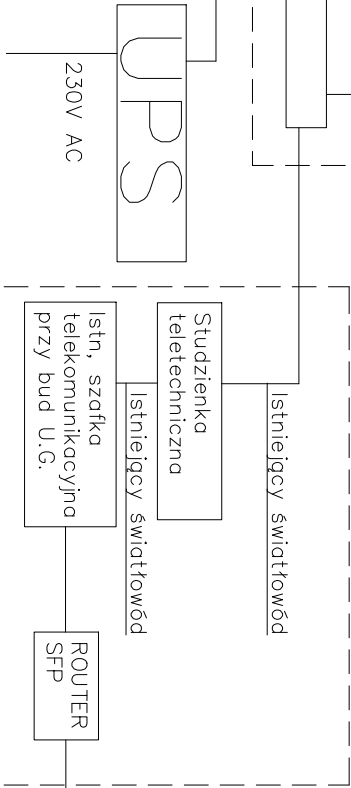 UPS
230V AC
Istniejący światłowód
Studzienka
teletechniczna
Istniejący światłowód
Istn, szafka
telekomunikacyjna
przy bud U.G.
ROUTER
SFP